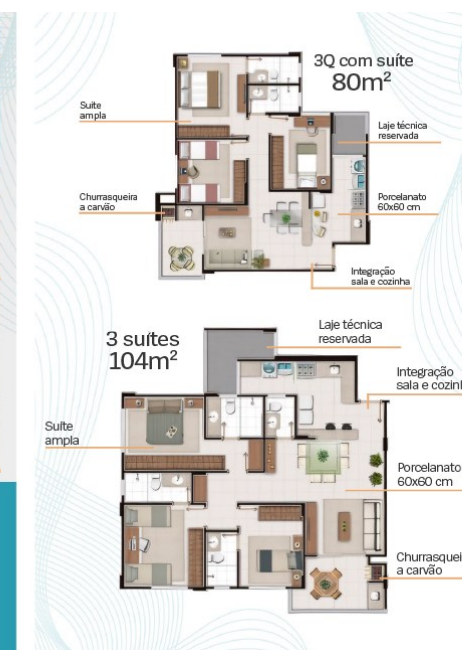 3Q com suíte
80m²
Suíte
ampla
Laje técnica
reservada
Churrasqueira
a carvão
Porcelanato
60x60 cm
Integração
sala e cozinha
3 suítes
104m²
Laje técnica
reservada
Integração
sala e cozinh
Suíte
ampla
Porcelanato
60x60 cm
Churrasquei
a carvão